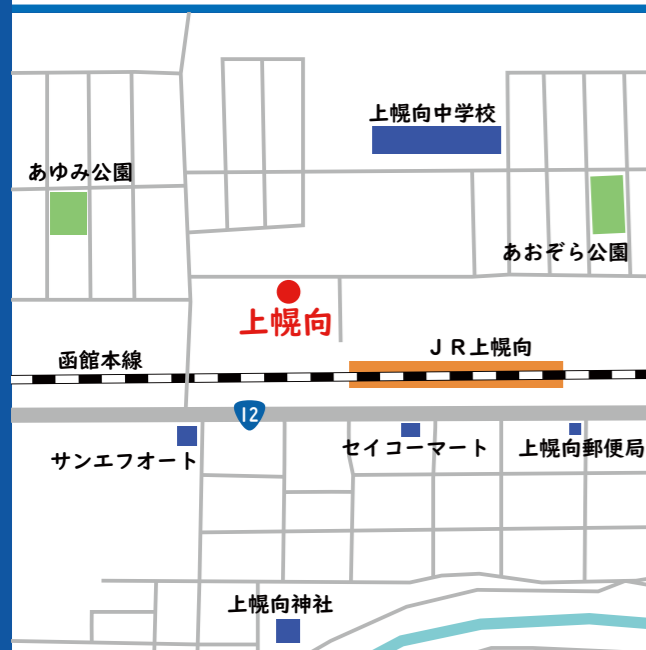 上幌向中学校
あゆみ公園
あおぞら公園
上幌向
ＪＲ上幌向
函館本線
12
サンエフオート
セイコーマート
上幌向郵便局
上幌向神社